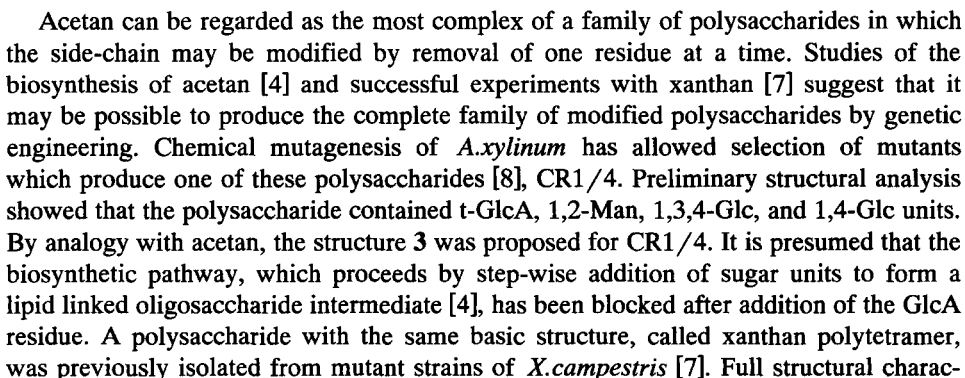 Acetan can be regarded as the most complex of a family of polysaccharides in which
the side-chain may be modified by removal of one residue at a time. Studies of the
biosynthesis of acetan [4] and successful experiments with xanthan [7] suggest that it
may be possible to produce the complete family of modified polysaccharides by genetic
engineering. Chemical mutagenesis of A.xylinum has allowed selection of mutants
which produce one of these polysaccharides [8], CR1/4. Preliminary structural analysis
showed that the polysaccharide contained t-GlcA, 1,2-Man, 1,3,4-Glc, and 1,4-Glc units.
By analogy with acetan, the structure 3 was proposed for CR1/4. It is presumed that the
biosynthetic pathway, which proceeds by step-wise addition of sugar units to form a
lipid linked oligosaccharide intermediate [4], has been blocked after addition of the GlcA
residue. A polysaccharide with the same basic structure, called xanthan polytetramer,
was previously isolated from mutant strains of X.campestris [7]. Full structural charac-